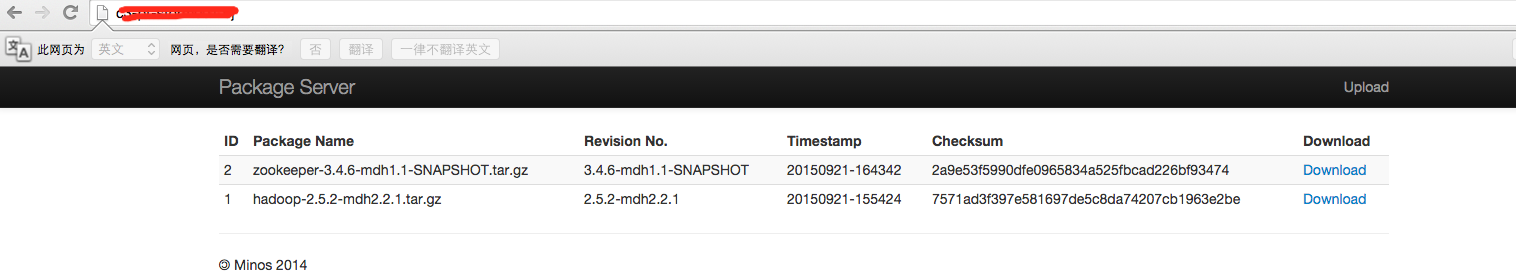 此网页为 英文 网页，是否需要翻译? 否 翻译 一律不翻译英文
Package Server Upload
ID Package Name Revision No. Timestamp Checksum Download
2 zookeeper-3.4.6-mdh1.1-SNAPSHOT.tar.gz 3.4.6-mdh1.1-SNAPSHOT 20150921-164342 2a9e53f5990dfe0965834a525fbcad226bf93474 Download
1 hadoop-2.5.2-mdh2.2.1.tar.gz 2.5.2-mdh2.2.1 20150921-155424 7571ad3f397e581697de5c8da74207cb1963e2be Download
© Minos 2014